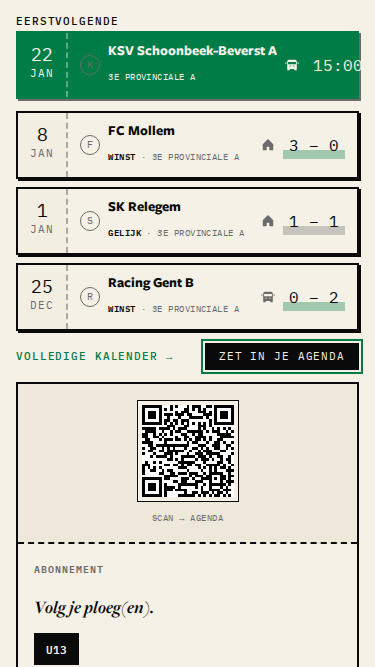 EERSTVOLGENDE
22
JAN
K
KSV Schoonbeek-Beverst A
3E PROVINCIALE A
15:00
8
JAN
F
FC Mollem
WINST · 3E PROVINCIALE A
3 – 0
1
JAN
S
SK Relegem
GELIJK · 3E PROVINCIALE A
1 – 1
25
DEC
R
Racing Gent B
WINST · 3E PROVINCIALE A
0 – 2
VOLLEDIGE KALENDER →
ZET IN JE AGENDA
SCAN → AGENDA
ABONNEMENT
Volg je ploeg(en).
U13